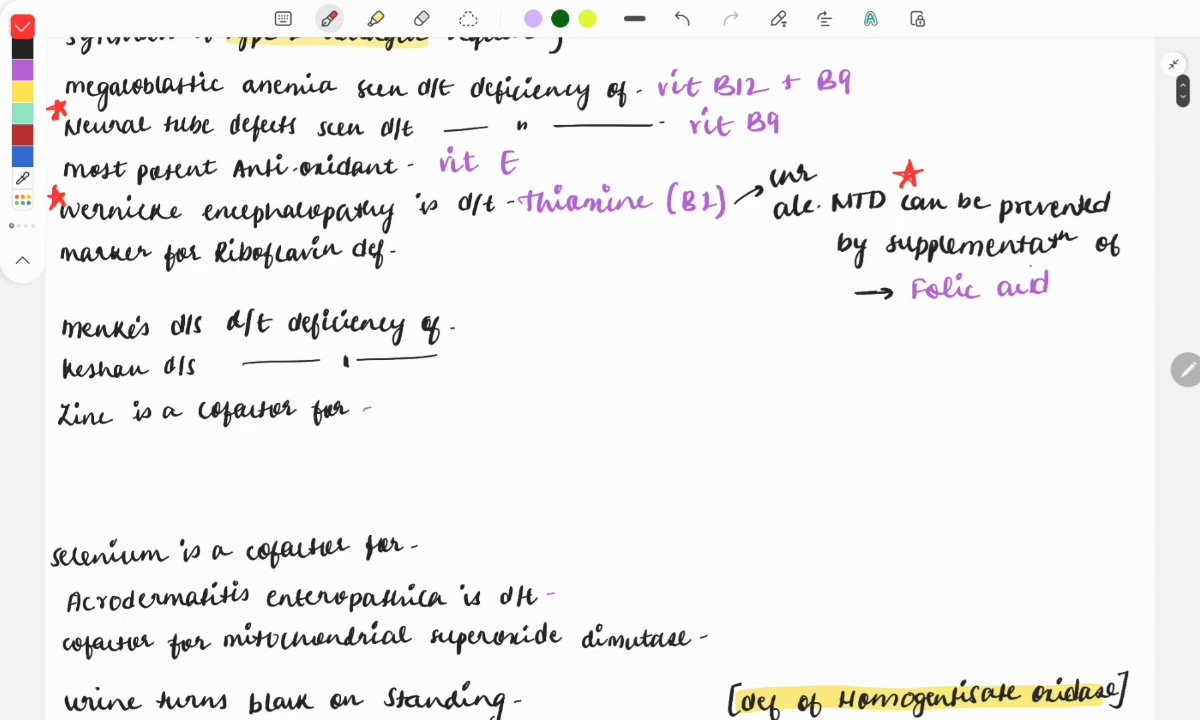 megaloblastic anemia seen d/t deficiency of - vit B12 + B9
Neural tube defects seen d/t — " — - vit B9
most potent Anti-oxidant - vit E
Wernicke encephalopathy is d/t - Thiamine (B1) → chr alc.
NTD can be prevented
by supplementatn of
→ Folic acid
marker for Riboflavin def -
Menke's d/s d/t deficiency of -
Keshan d/s — " —
Zinc is a cofactor for -
Selenium is a cofactor for -
Acrodermatitis enteropathica is d/t -
cofactor for mitochondrial superoxide dimutase -
urine turns black on standing - [def of Homogentisate oxidase]